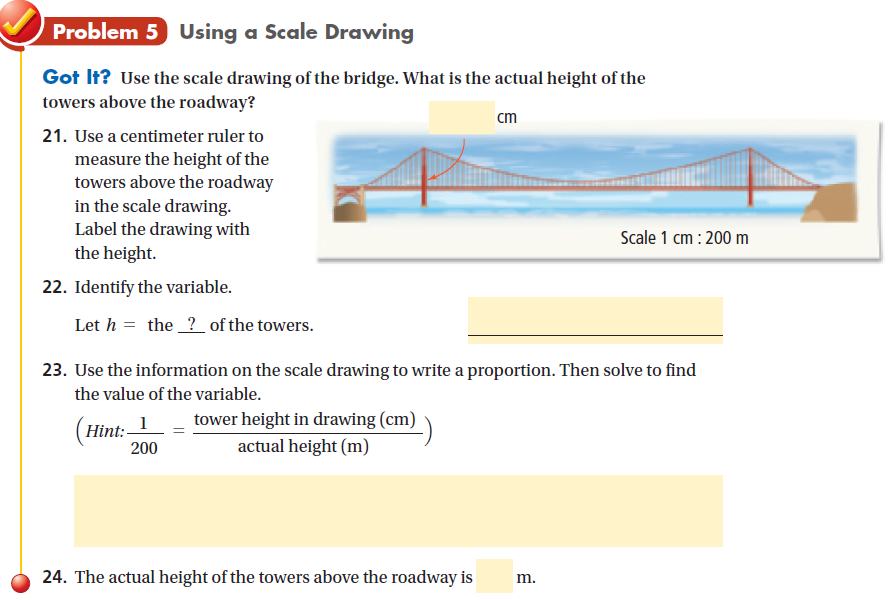 Problem 5 Using a Scale Drawing
Got It? Use the scale drawing of the bridge. What is the actual height of the
towers above the roadway?
cm
21. Use a centimeter ruler to
measure the height of the
towers above the roadway
in the scale drawing.
Label the drawing with
the height.
Scale 1 cm : 200 m
22. Identify the variable.
Let h = the ? of the towers.
23. Use the information on the scale drawing to write a proportion. Then solve to find
the value of the variable.
(Hint: 1/200 = tower height in drawing (cm)/actual height (m))
24. The actual height of the towers above the roadway is m.